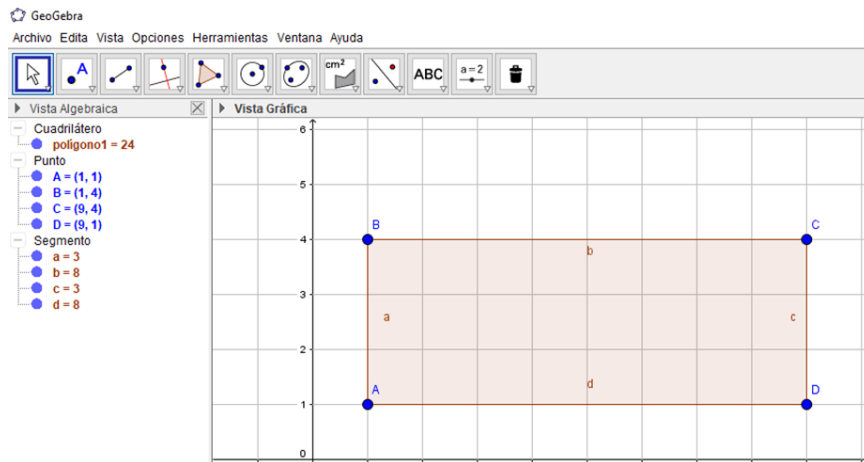 GeoGebra
Archivo Edita Vista Opciones Herramientas Ventana Ayuda
A cm² ABC a=2
Vista Algebraica
Cuadrilátero
polígono1 = 24
Punto
A = (1, 1)
B = (1, 4)
C = (9, 4)
D = (9, 1)
Segmento
a = 3
b = 8
c = 3
d = 8
Vista Gráfica
6
5
B C
4
b
3
a c
2
d
A D
1
0